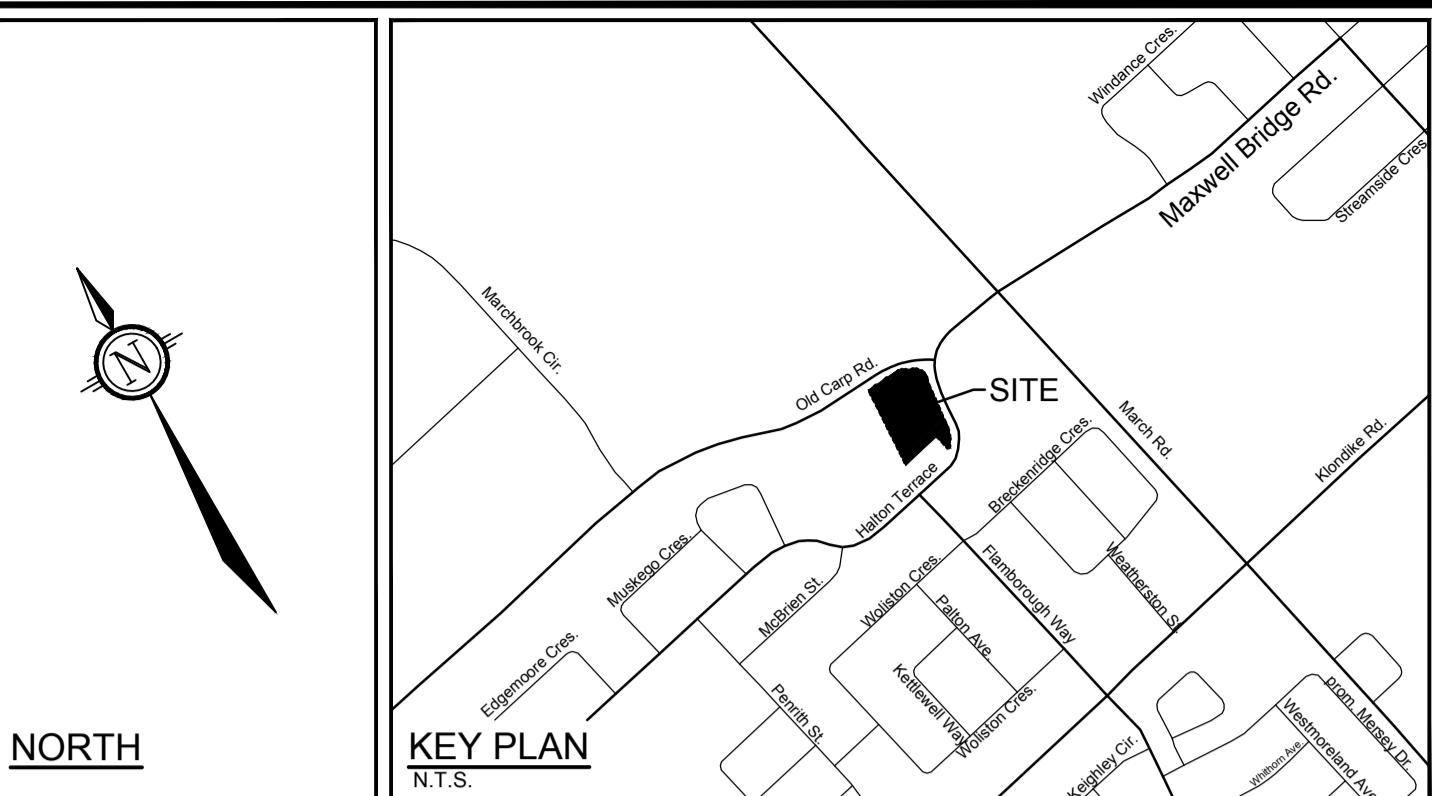 N
NORTH
Windance Cres.
Maxwell Bridge Rd.
Streamside Cres.
Marchbrook Cir.
Old Carp Rd.
SITE
March Rd.
Klondike Rd.
Breckenridge Cres.
Halton Terrace
Muskego Cres.
McBrien St.
Woliston Cres.
Flamborough Way
Weatherston St.
Palton Ave.
Edgemoore Cres.
Kettlewell Way
Woliston Cres.
Penrith St.
prom. Mersey Dr.
Westmoreland Ave
Whithorn Ave.
Keighley Cir.
KEY PLAN
N.T.S.